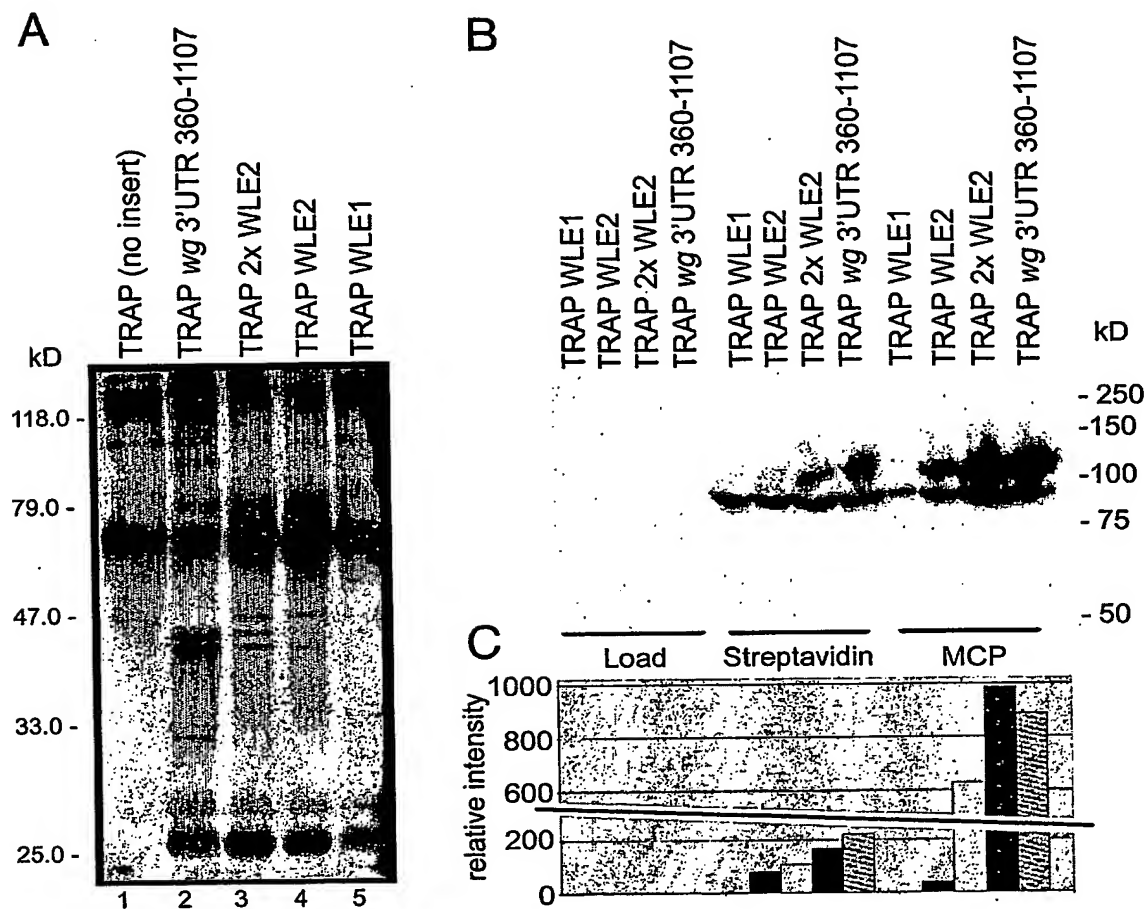 A
TRAP (no insert)
TRAP wg 3'UTR 360-1107
TRAP 2x WLE2
TRAP WLE2
TRAP WLE1
kD
118.0 -
79.0 -
47.0 -
33.0 -
25.0 -
1 2 3 4 5
B
TRAP WLE1
TRAP WLE2
TRAP 2x WLE2
TRAP wg 3'UTR 360-1107
TRAP WLE1
TRAP WLE2
TRAP 2x WLE2
TRAP wg 3'UTR 360-1107
TRAP WLE1
TRAP WLE2
TRAP 2x WLE2
TRAP wg 3'UTR 360-1107
kD
- 250
-150
-100
- 75
- 50
Load Streptavidin MCP
C
relative intensity
1000
800
600
200
0